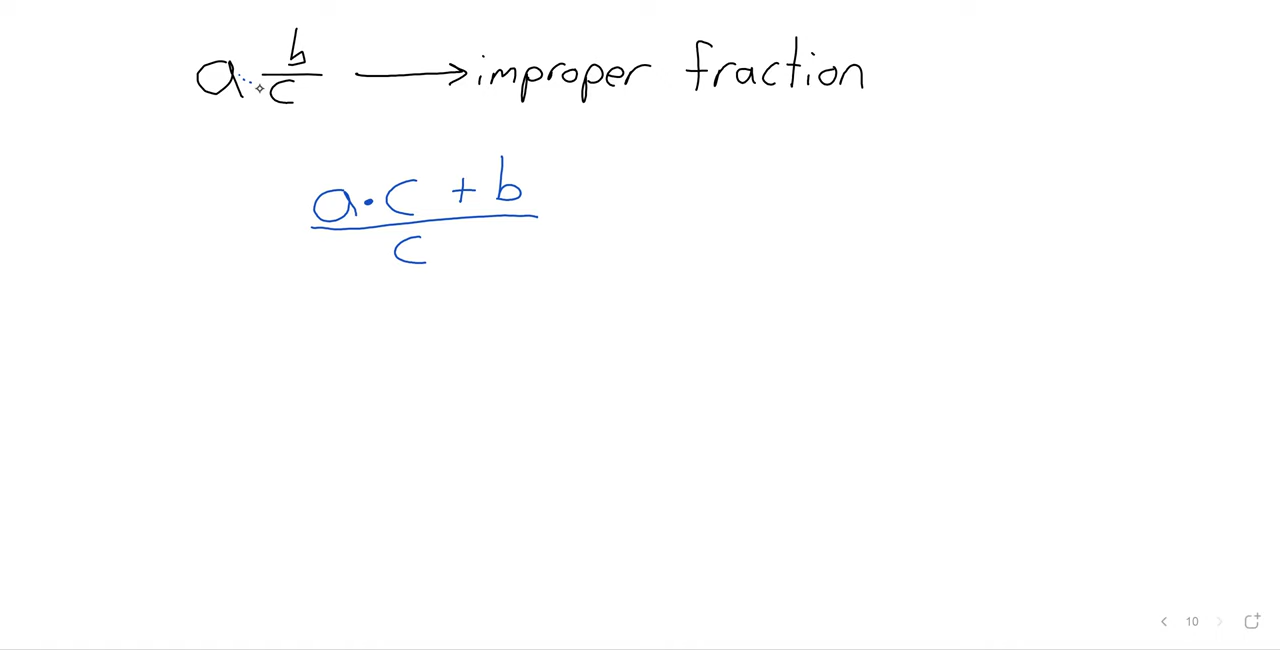 a b/c → improper fraction
a · c + b
c
10